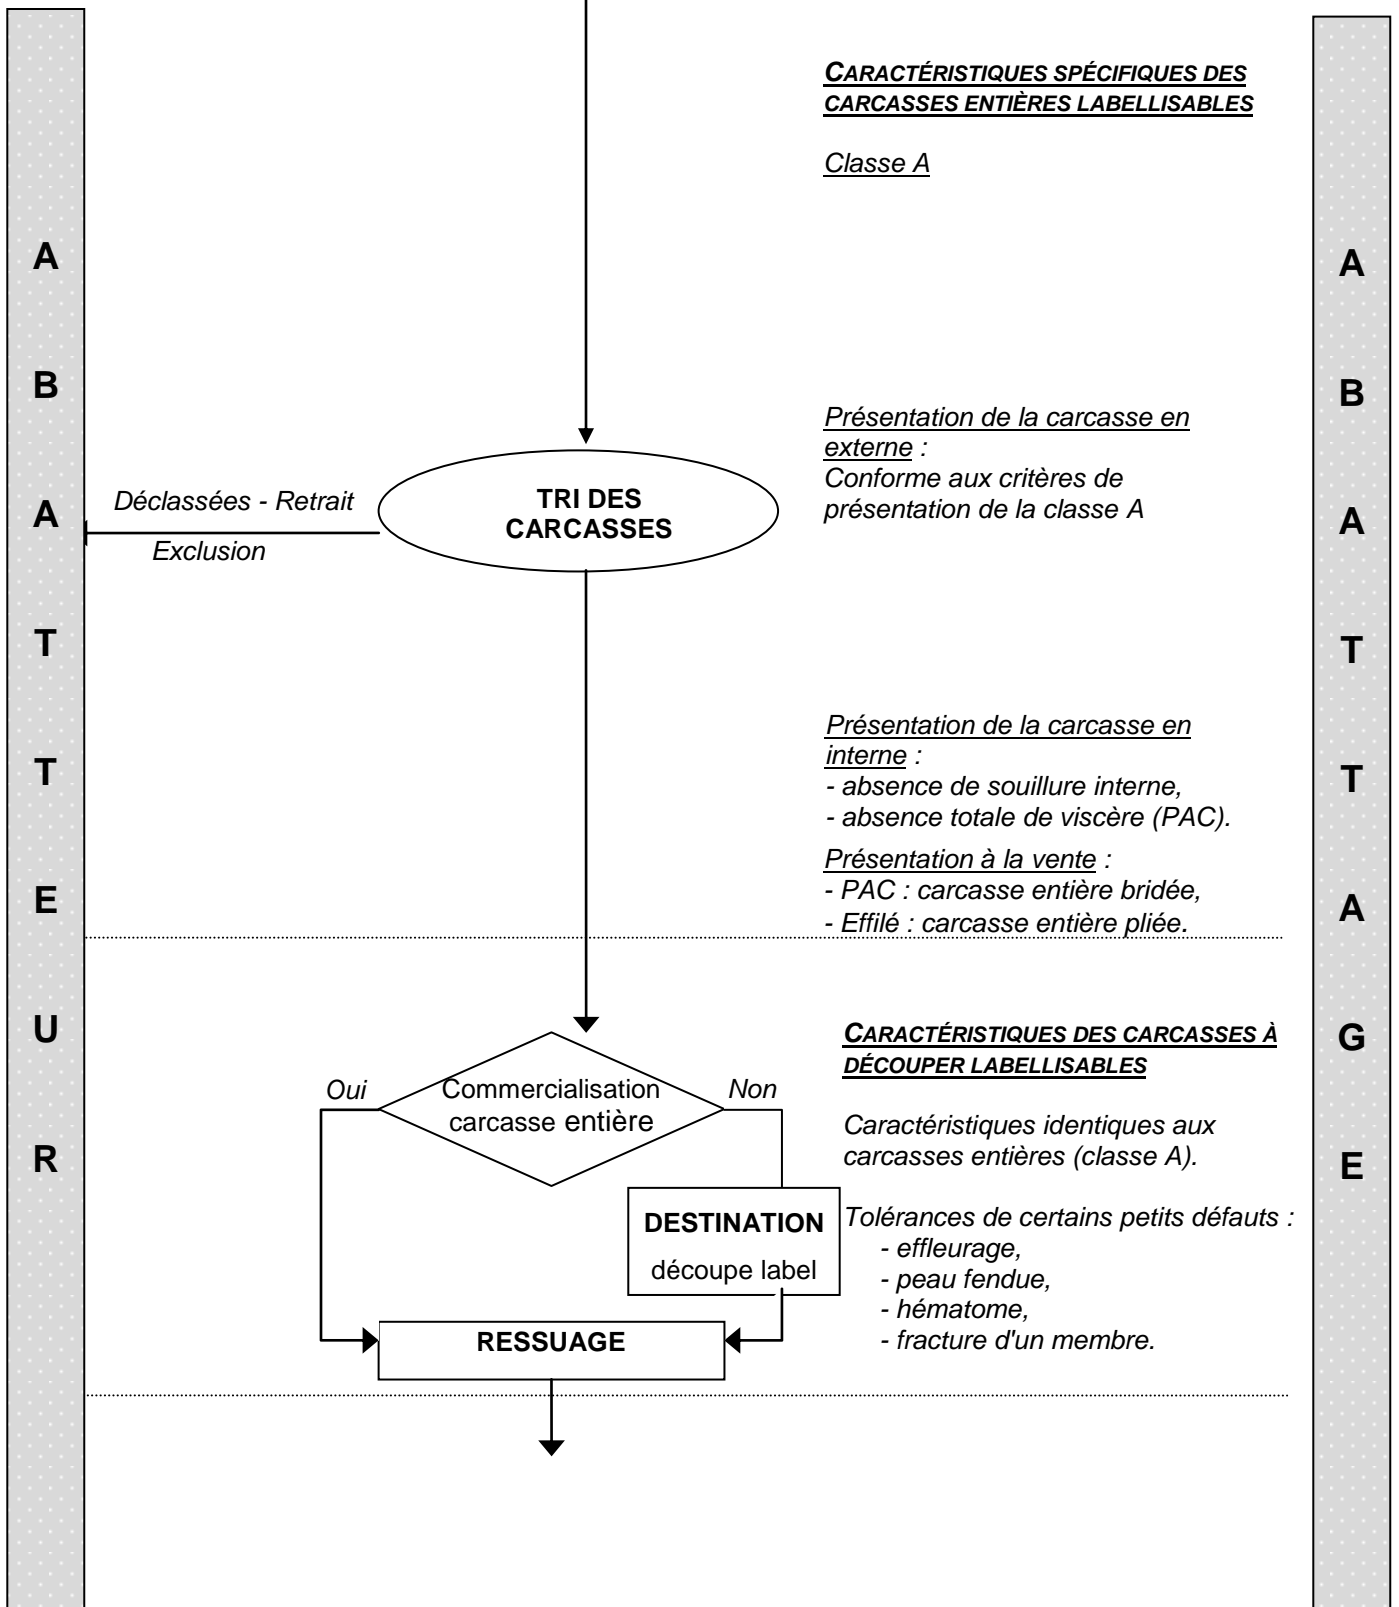 A
B
A
T
T
E
U
R
CARACTÉRISTIQUES SPÉCIFIQUES DES
CARCASSES ENTIÈRES LABELLISABLES
Classe A
Présentation de la carcasse en
externe :
Conforme aux critères de
présentation de la classe A
TRI DES
CARCASSES
Déclassées - Retrait
Exclusion
Présentation de la carcasse en
interne :
- absence de souillure interne,
- absence totale de viscère (PAC).
Présentation à la vente :
- PAC : carcasse entière bridée,
- Effilé : carcasse entière pliée.
Oui
Commercialisation
carcasse entière
Non
CARACTÉRISTIQUES DES CARCASSES À
DÉCOUPER LABELLISABLES
Caractéristiques identiques aux
carcasses entières (classe A).
DESTINATION
découpe label
Tolérances de certains petits défauts :
- effleurage,
- peau fendue,
- hématome,
- fracture d'un membre.
RESSUAGE
A
B
A
T
T
A
G
E